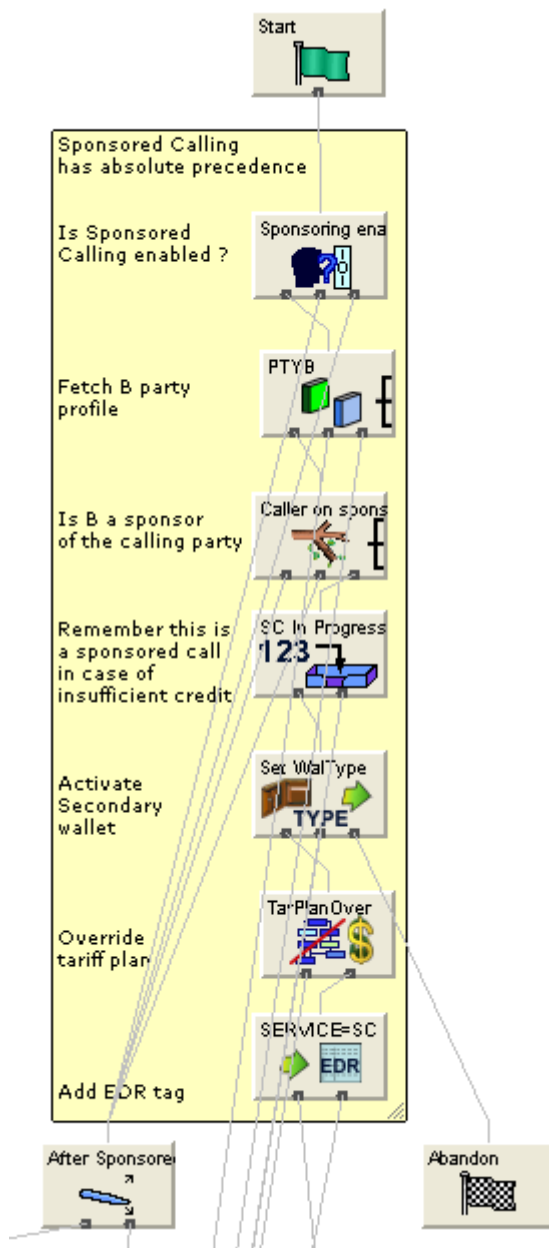 Start
Sponsored Calling
has absolute precedence
Is Sponsored
Calling enabled ?
Sponsoring ena
Fetch B party
profile
PTYB
Is B a sponsor
of the calling party
Caller on spons
Remember this is
a sponsored call
in case of
insufficient credit
SC In Progress
123
Activate
Secondary
wallet
Sec WalType
TYPE
Override
tariff plan
TarPlanOver
$
SERVICE=SC
EDR
Add EDR tag
After Sponsore
Abandon